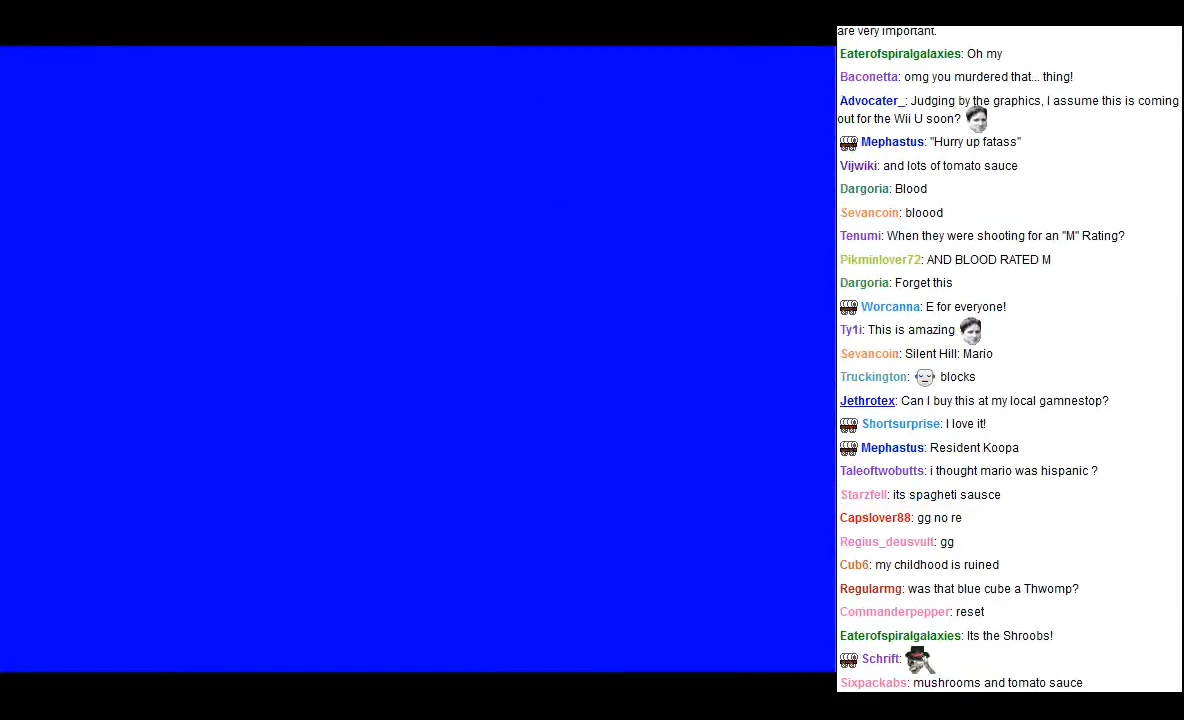 are very important.
Eaterofspiralgalaxies: Oh my
Baconetta: omg you murdered that... thing!
Advocater_: Judging by the graphics, I assume this is coming
out for the Wii U soon?
Mephastus: "Hurry up fatass"
Vijwiki: and lots of tomato sauce
Dargoria: Blood
Sevancoin: bloood
Tenumi: When they were shooting for an "M" Rating?
Pikminlover72: AND BLOOD RATED M
Dargoria: Forget this
Worcanna: E for everyone!
Ty1i: This is amazing
Sevancoin: Silent Hill: Mario
Truckington: blocks
Jethrotex: Can I buy this at my local gamnestop?
Shortsurprise: I love it!
Mephastus: Resident Koopa
Taleoftwobutts: i thought mario was hispanic ?
Starzfell: its spagheti sausce
Capslover88: gg no re
Regius_deusvult: gg
Cub6: my childhood is ruined
Regularmg: was that blue cube a Thwomp?
Commanderpepper: reset
Eaterofspiralgalaxies: Its the Shroobs!
Schrift:
Sixpackabs: mushrooms and tomato sauce